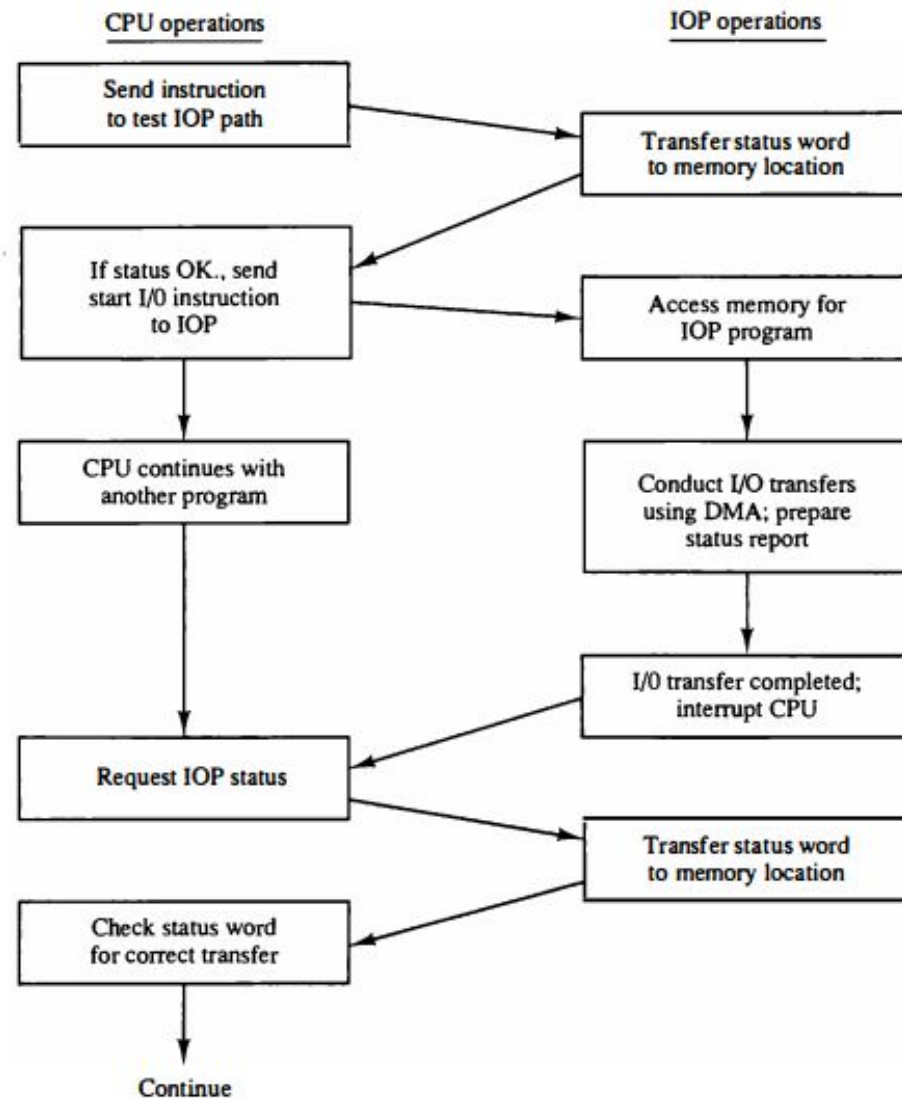 CPU operations
IOP operations
Send instruction
to test IOP path
Transfer status word
to memory location
If status OK., send
start I/0 instruction
to IOP
Access memory for
IOP program
CPU continues with
another program
Conduct I/O transfers
using DMA; prepare
status report
I/0 transfer completed;
interrupt CPU
Request IOP status
Transfer status word
to memory location
Check status word
for correct transfer
Continue